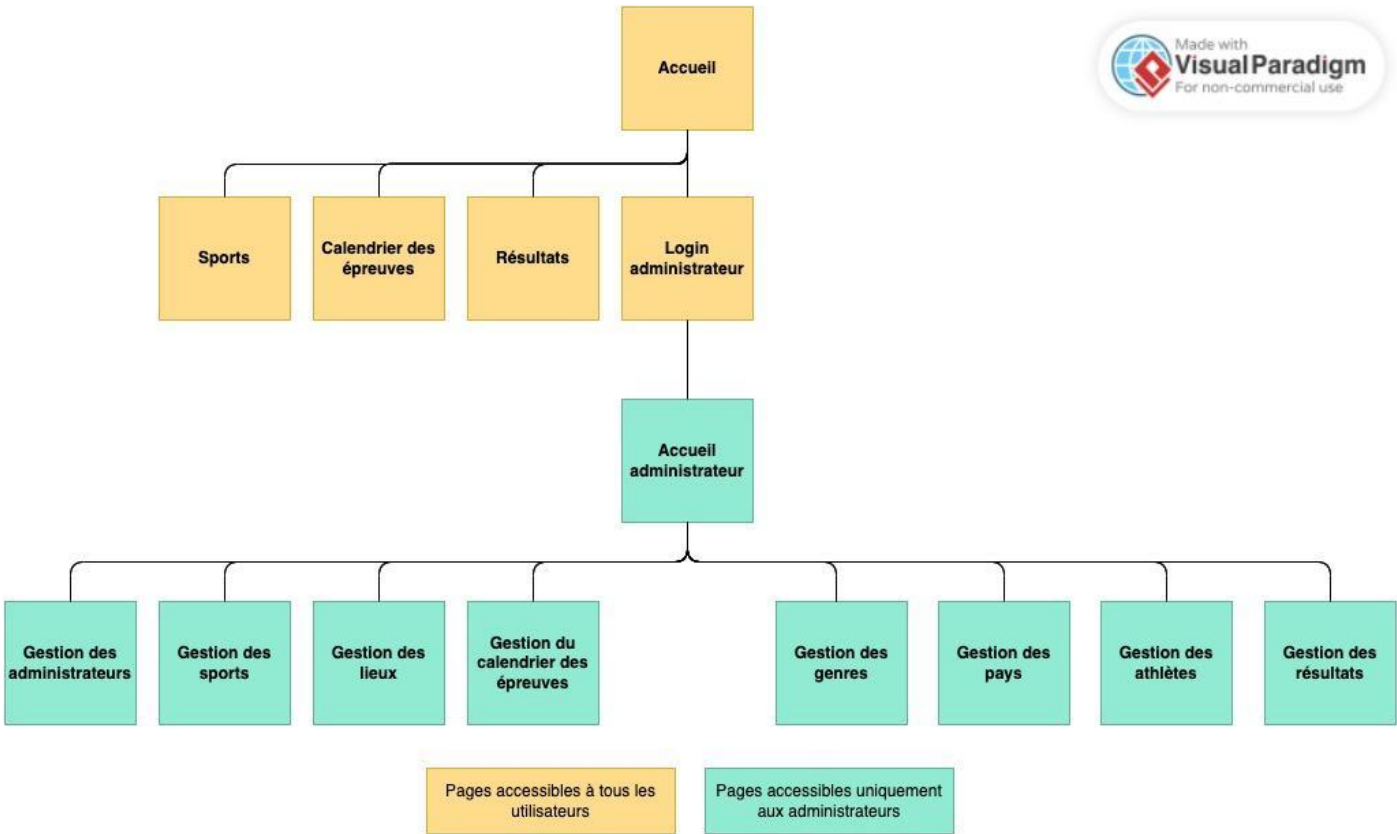 Accueil
Made with
Visual Paradigm
For non-commercial use
Sports
Calendrier des
épreuves
Résultats
Login
administrateur
Accueil
administrateur
Gestion des
administrateurs
Gestion des
sports
Gestion des
lieux
Gestion du
calendrier des
épreuves
Gestion des
genres
Gestion des
pays
Gestion des
athlètes
Gestion des
résultats
Pages accessibles à tous les
utilisateurs
Pages accessibles uniquement
aux administrateurs